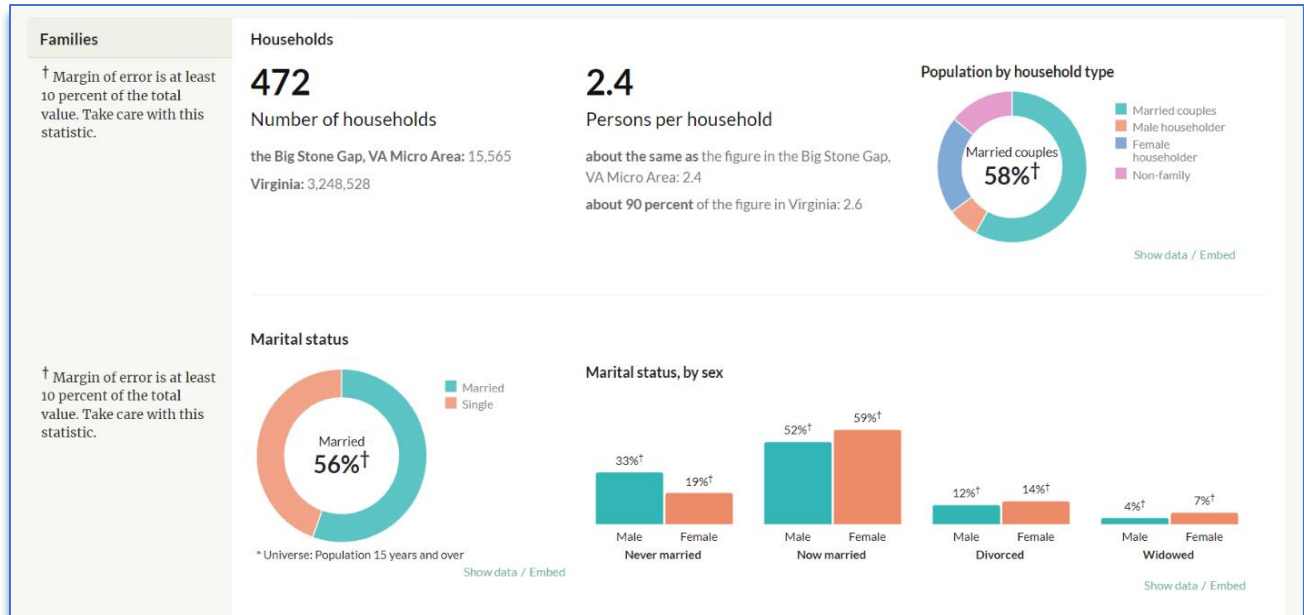 Families
† Margin of error is at least
10 percent of the total
value. Take care with this
statistic.
Households
472
Number of households
the Big Stone Gap, VA Micro Area: 15,565
Virginia: 3,248,528
2.4
Persons per household
about the same as the figure in the Big Stone Gap,
VA Micro Area: 2.4
about 90 percent of the figure in Virginia: 2.6
Population by household type
Married couples
58%†
Married couples
Male householder
Female
householder
Non-family
Show data / Embed
† Margin of error is at least
10 percent of the total
value. Take care with this
statistic.
Marital status
Married
56%†
Married
Single
* Universe: Population 15 years and over
Show data / Embed
Marital status, by sex
33%† 19%† 52%† 59%† 12%† 14%† 4%† 7%†
Male Female Male Female Male Female Male Female
Never married Now married Divorced Widowed
Show data / Embed